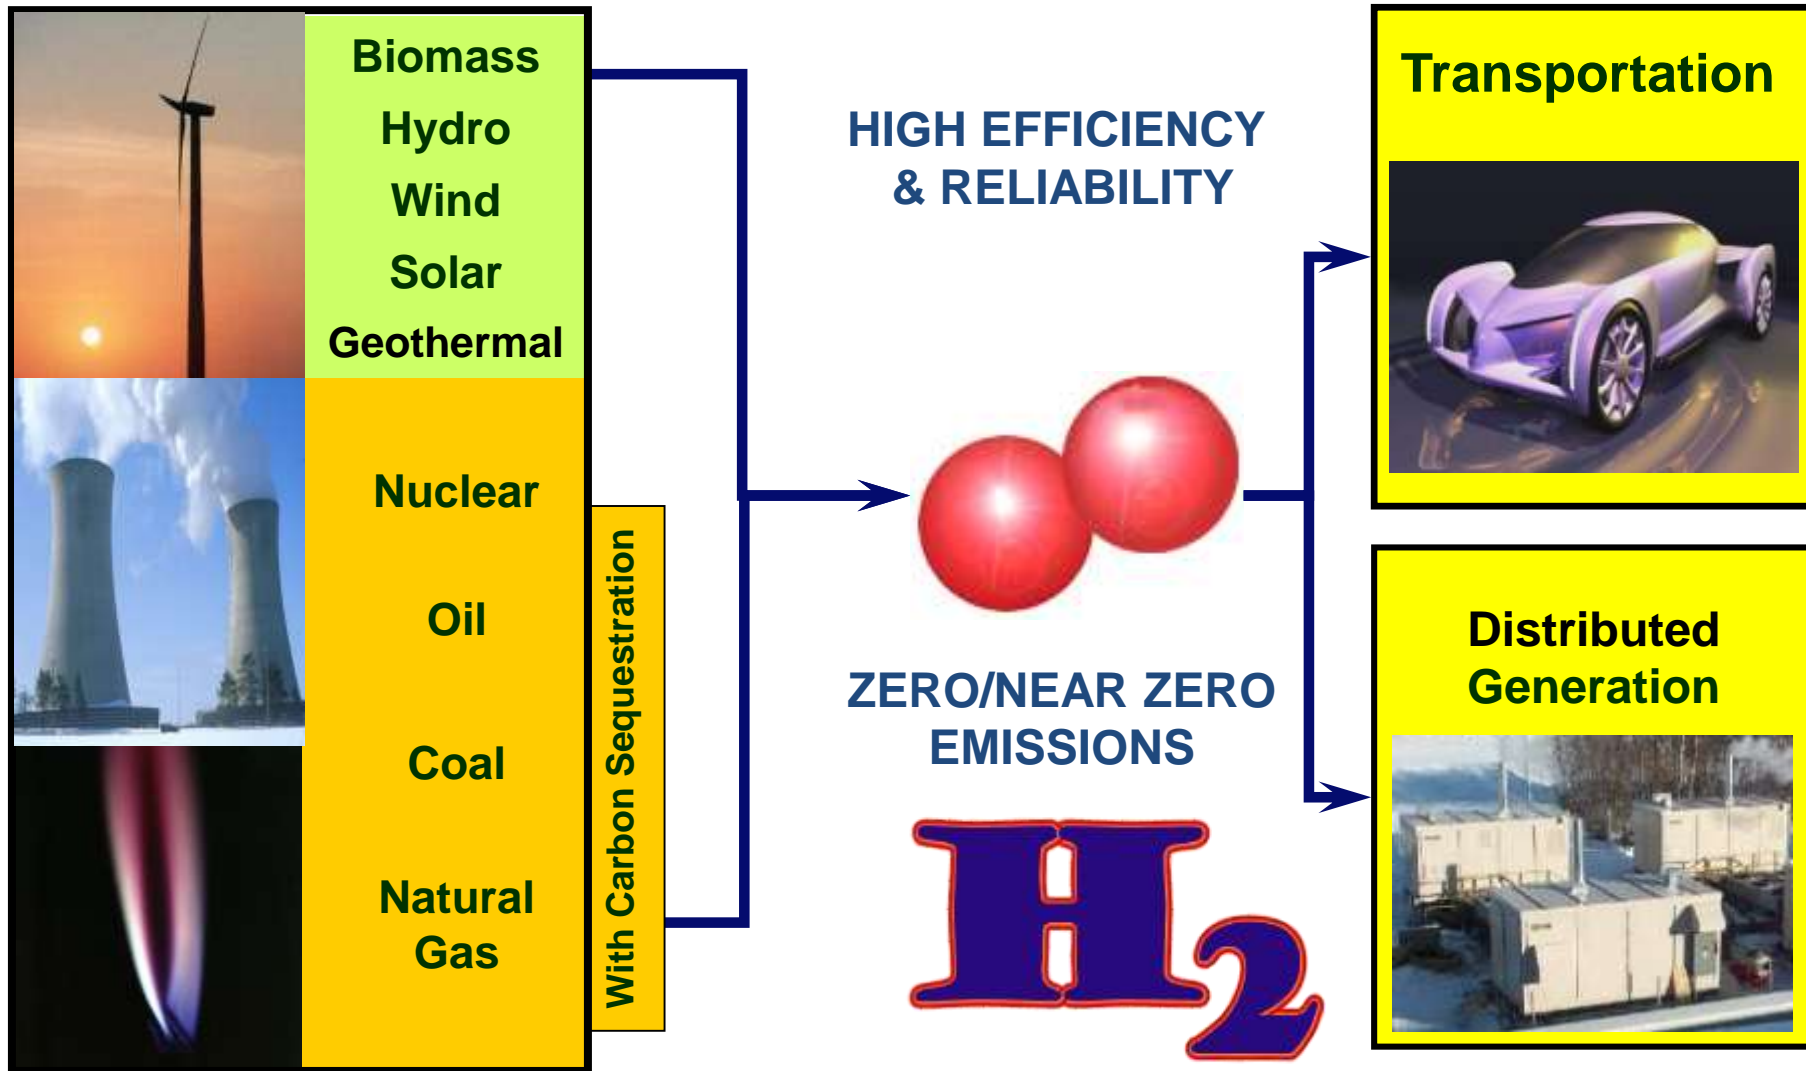 Biomass
Hydro
Wind
Solar
Geothermal
Nuclear
Oil
Coal
Natural
Gas
With Carbon Sequestration
HIGH EFFICIENCY
& RELIABILITY
ZERO/NEAR ZERO
EMISSIONS
H2
Transportation
Distributed
Generation